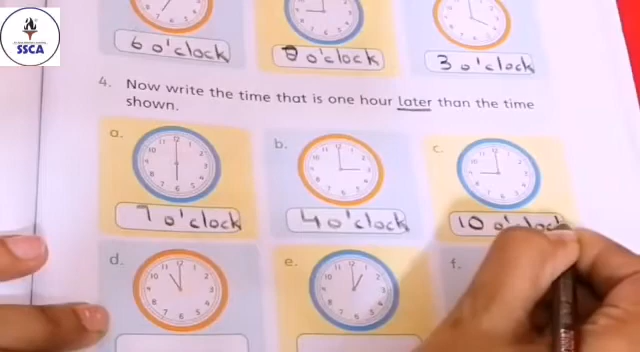 SSCA
6 o'clock
8 o'clock
3 o'clock
4. Now write the time that is one hour later than the time
shown.
a.
b.
c.
7 o'clock
4 o'clock
10 o'clock
d.
e.
f.